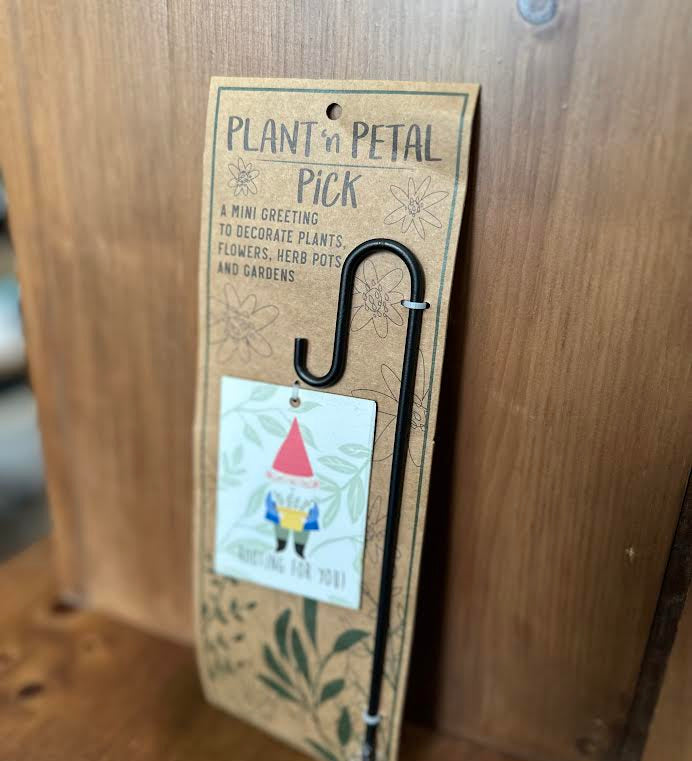 PLANT 'n PETAL
PiCK
A MINI GREETING
TO DECORATE PLANTS,
FLOWERS, HERB POTS
AND GARDENS
ROOTING FOR YOU!